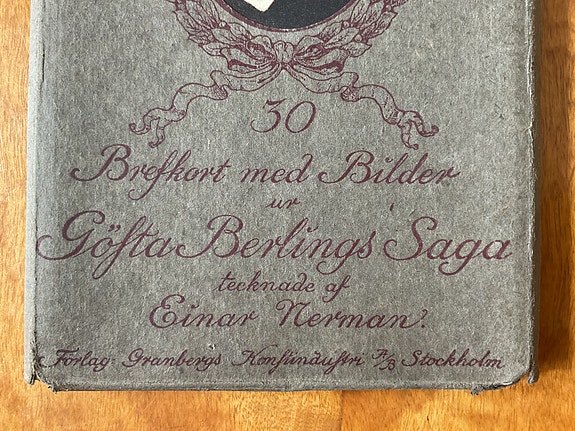 30
Brefkort med Bilder
ur
Gösta Berlings Saga
tecknade af
Einar Nerman.
Förlag: Granbergs Konstindustri A/B Stockholm